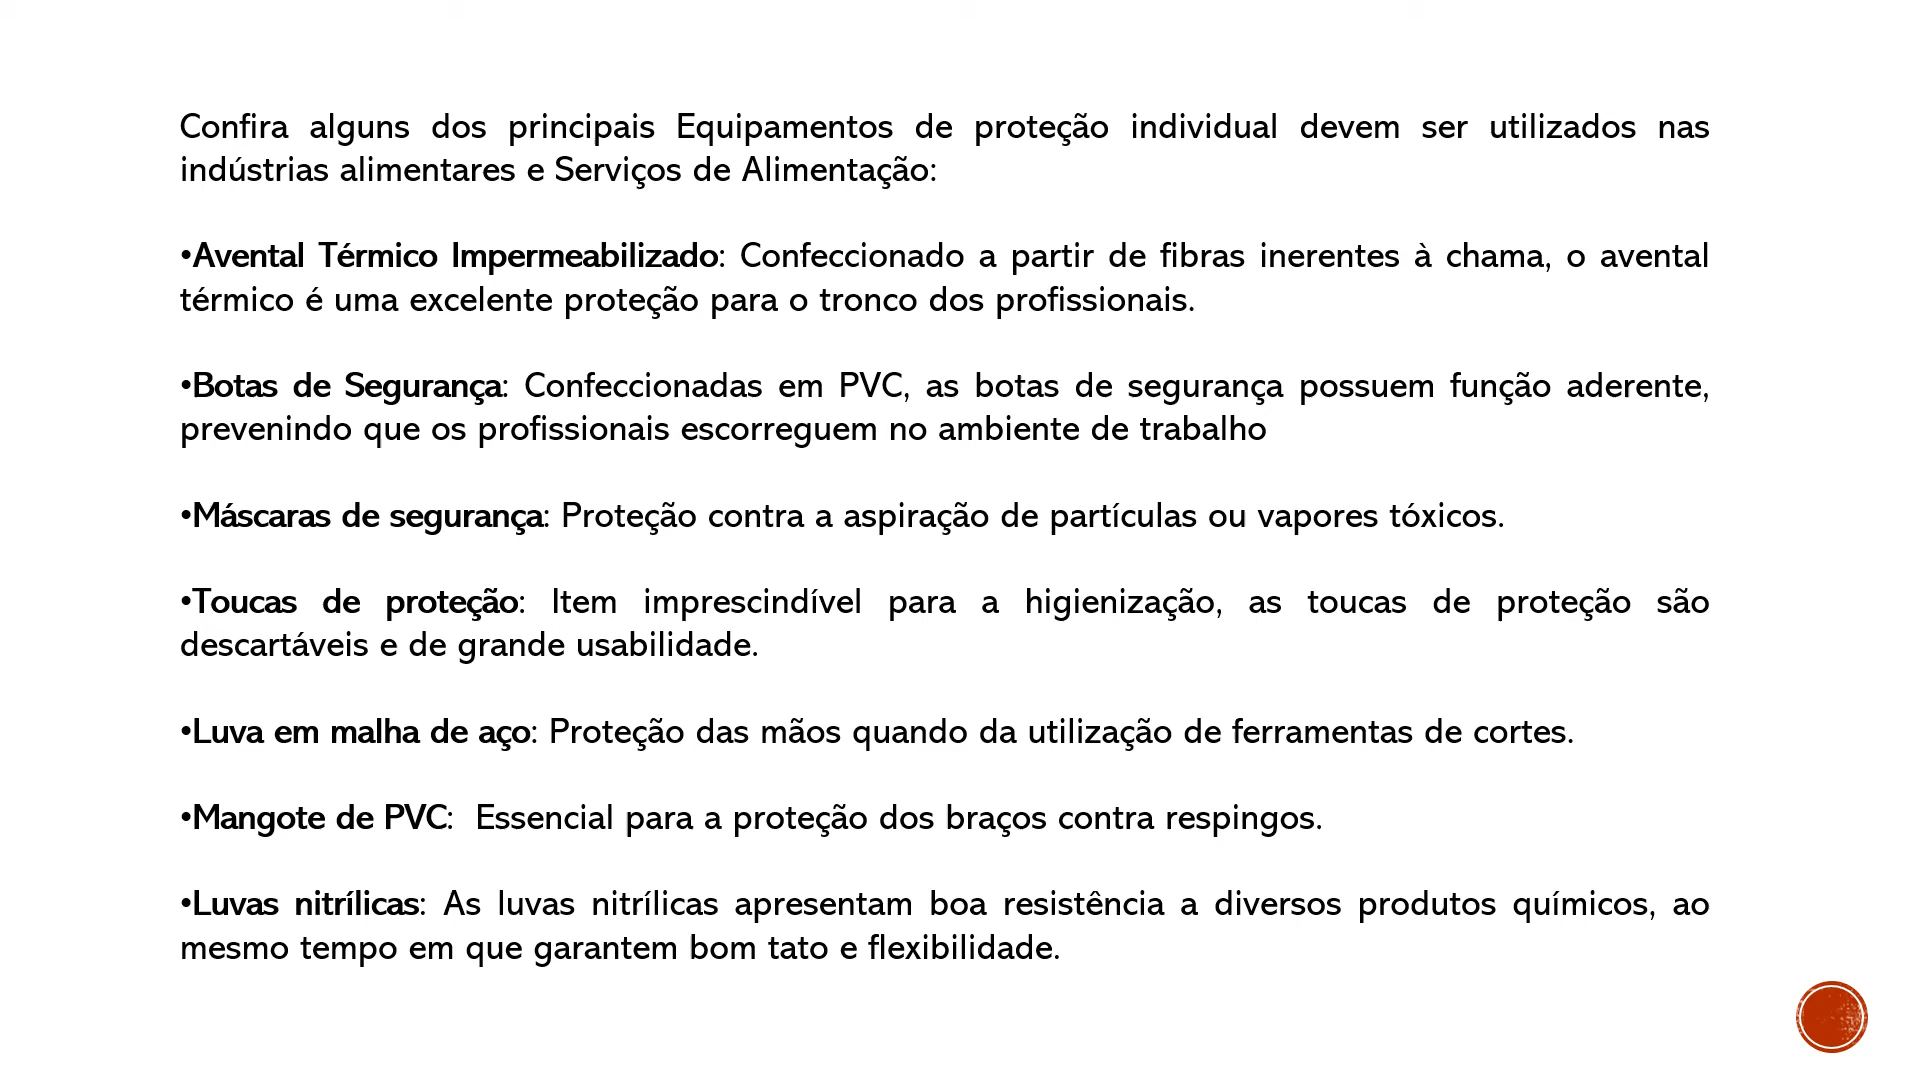 Confira alguns dos principais Equipamentos de proteção individual devem ser utilizados nas
indústrias alimentares e Serviços de Alimentação:
•Avental Térmico Impermeabilizado: Confeccionado a partir de fibras inerentes à chama, o avental
térmico é uma excelente proteção para o tronco dos profissionais.
•Botas de Segurança: Confeccionadas em PVC, as botas de segurança possuem função aderente,
prevenindo que os profissionais escorreguem no ambiente de trabalho
•Máscaras de segurança: Proteção contra a aspiração de partículas ou vapores tóxicos.
•Toucas de proteção: Item imprescindível para a higienização, as toucas de proteção são
descartáveis e de grande usabilidade.
•Luva em malha de aço: Proteção das mãos quando da utilização de ferramentas de cortes.
•Mangote de PVC:  Essencial para a proteção dos braços contra respingos.
•Luvas nitrílicas: As luvas nitrílicas apresentam boa resistência a diversos produtos químicos, ao
mesmo tempo em que garantem bom tato e flexibilidade.